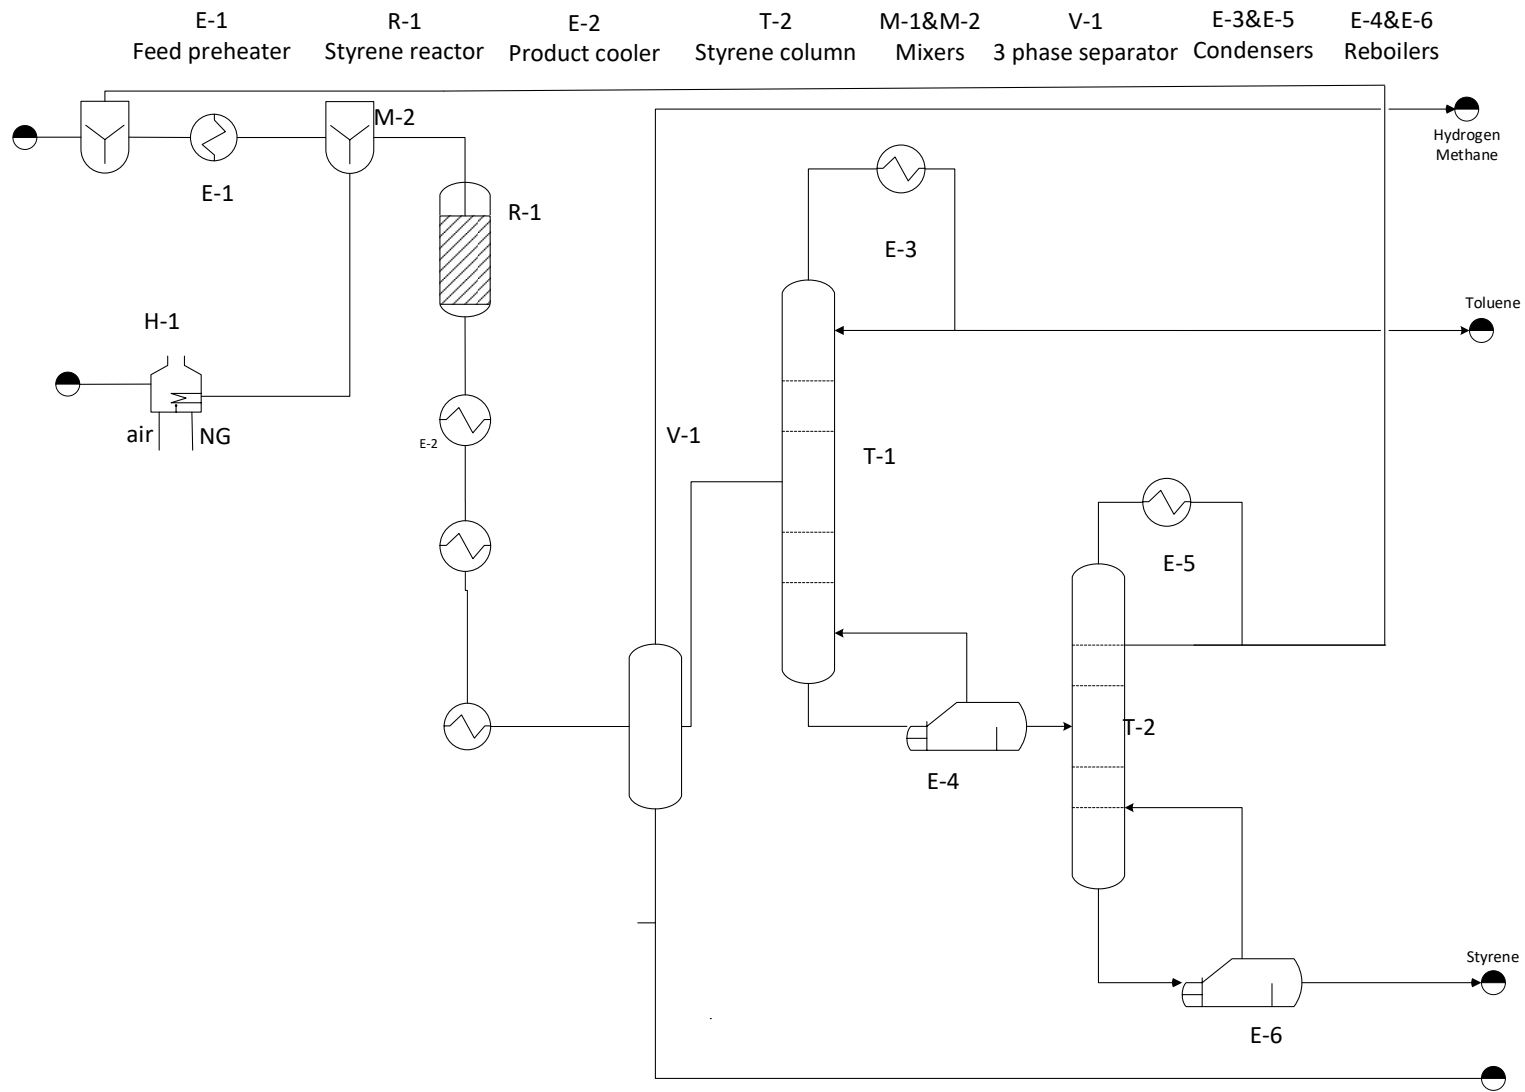 E-1
Feed preheater
R-1
Styrene reactor
E-2
Product cooler
T-2
Styrene column
M-1&M-2
Mixers
V-1
3 phase separator
E-3&E-5
Condensers
E-4&E-6
Reboilers
M-2
Hydrogen
Methane
E-1
R-1
E-3
Toluene
H-1
air
NG
E-2
V-1
T-1
E-5
T-2
E-4
Styrene
E-6